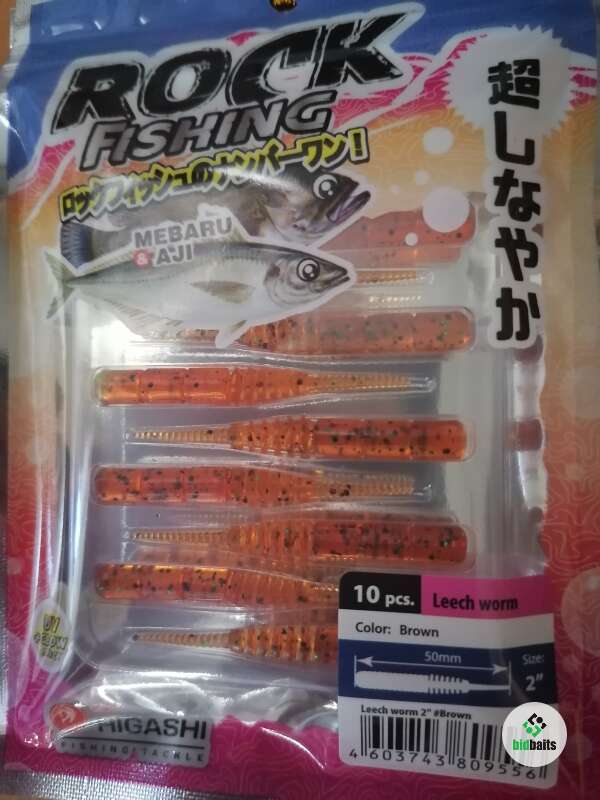 ROCK
FISHING
ロックフィッシュのナンバーワン!
超しなやか
MEBARU
& AJI
10 pcs.
Leech worm
Color: Brown
50mm
Size:
2"
Leech worm 2" #Brown
4 603743 809556
HIGASHI
FISHING TACKLE
UV
bidbaits